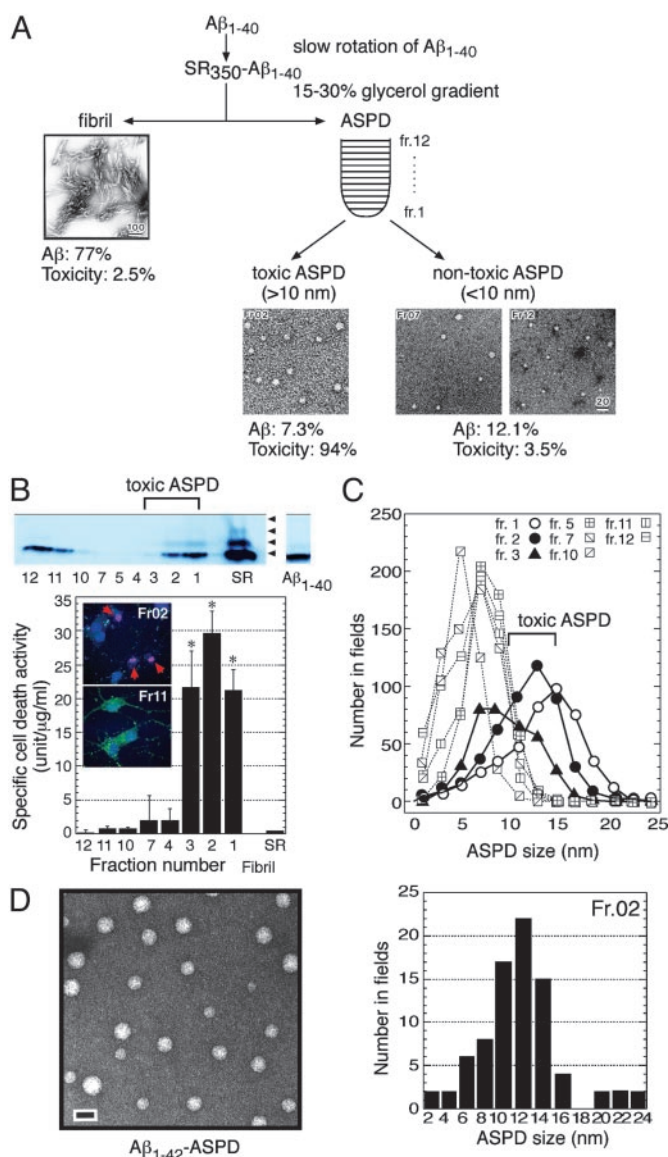 A
Aβ1-40
slow rotation of Aβ1-40
SR350-Aβ1-40
15-30% glycerol gradient
fibril
ASPD
fr.12
fr.1
100
Aβ: 77%
Toxicity: 2.5%
toxic ASPD
(>10 nm)
non-toxic ASPD
(<10 nm)
Fr02
Fr07
Fr12
20
Aβ: 7.3%
Toxicity: 94%
Aβ: 12.1%
Toxicity: 3.5%
B
toxic ASPD
12 11 10 7 5 4 3 2 1 SR Aβ1-40
Specific cell death activity
(unit/μg/ml)
35
30
25
20
15
10
5
0
Fr02
Fr11
* * *
12 11 10 7 4 3 2 1 SR
Fraction number
Fibril
C
Number in fields
250
200
150
100
50
0
fr. 1 fr. 5 fr.11
fr. 2 fr. 7 fr.12
fr. 3 fr.10
toxic ASPD
0 5 10 15 20 25
ASPD size (nm)
D
Aβ1-42-ASPD
Number in fields
25
20
15
10
5
0
Fr.02
2 4 6 8 10 12 14 16 18 20 22 24
ASPD size (nm)